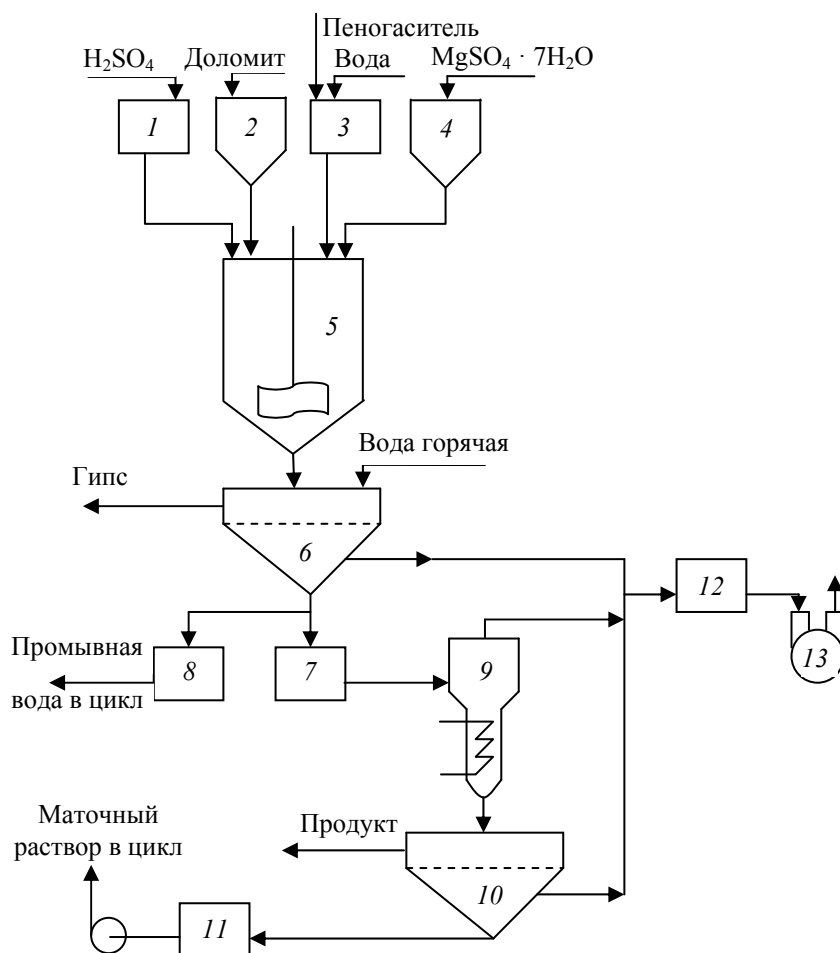 Пеногаситель
H₂SO₄
Доломит
Вода
MgSO₄ · 7H₂O
1
2
3
4
5
Вода горячая
Гипс
6
12
13
Промывная
вода в цикл
8
7
9
Маточный
раствор в цикл
Продукт
10
11